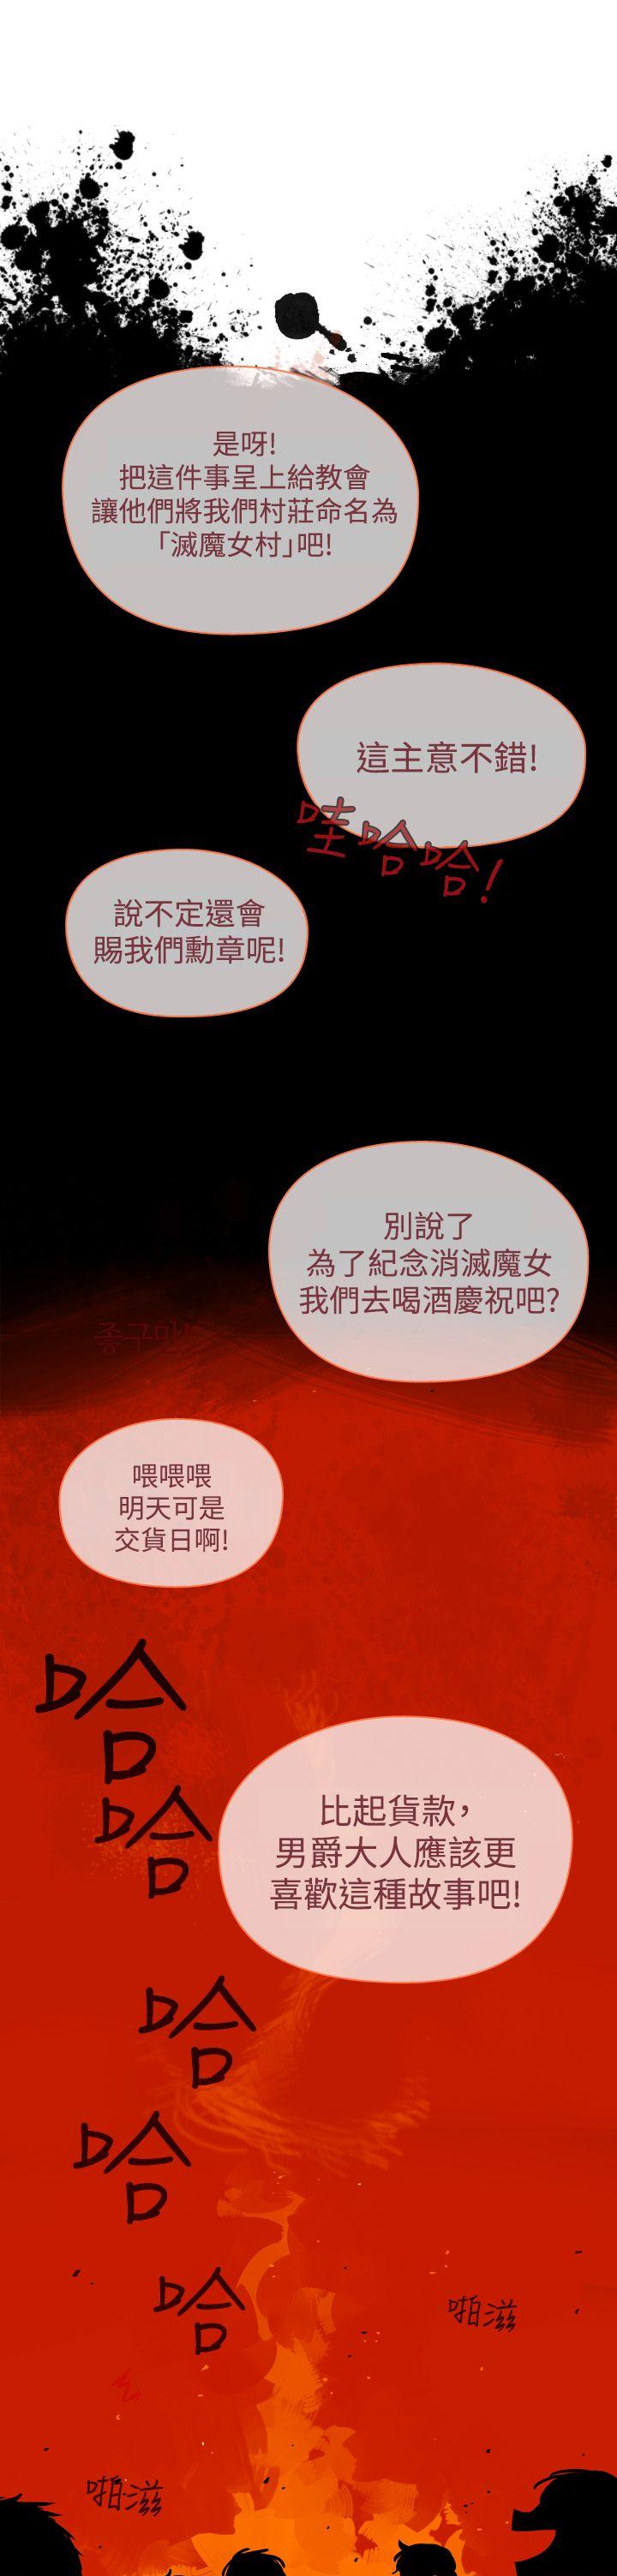 是呀!
把這件事呈上給教會
讓他們將我們村莊命名為
「滅魔女村」吧!
這主意不錯!
哇哈哈!
說不定還會
賜我們勳章呢!
別說了
為了紀念消滅魔女
我們去喝酒慶祝吧?
喂喂喂
明天可是
交貨日啊!
哈
哈
比起貨款,
男爵大人應該更
喜歡這種故事吧!
哈
哈
哈
啪滋
啪滋